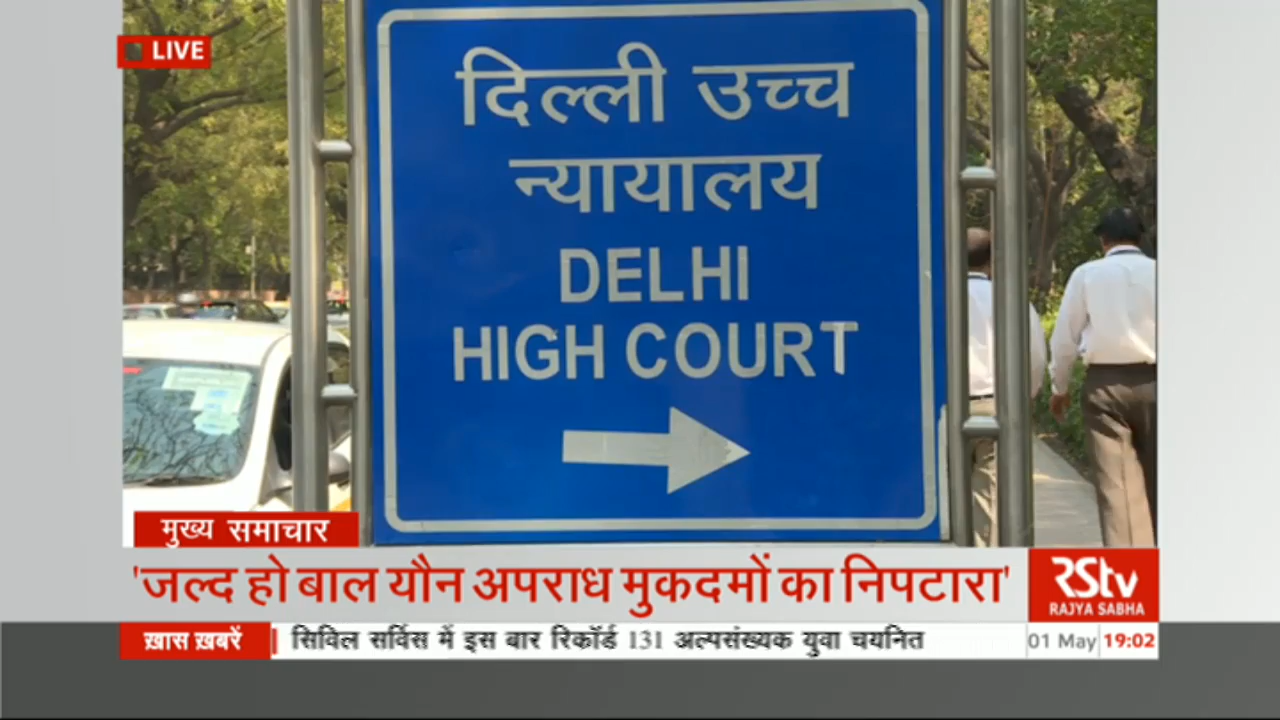 LIVE
दिल्ली उच्च
न्यायालय
DELHI
HIGH COURT
मुख्य समाचार
'जल्द हो बाल यौन अपराध मुकदमों का निपटारा'
RStv
RAJYA SABHA
ख़ास ख़बरें
सिविल सर्विस में इस बार रिकॉर्ड 131 अल्पसंख्यक युवा चयनित
01 May 19:02